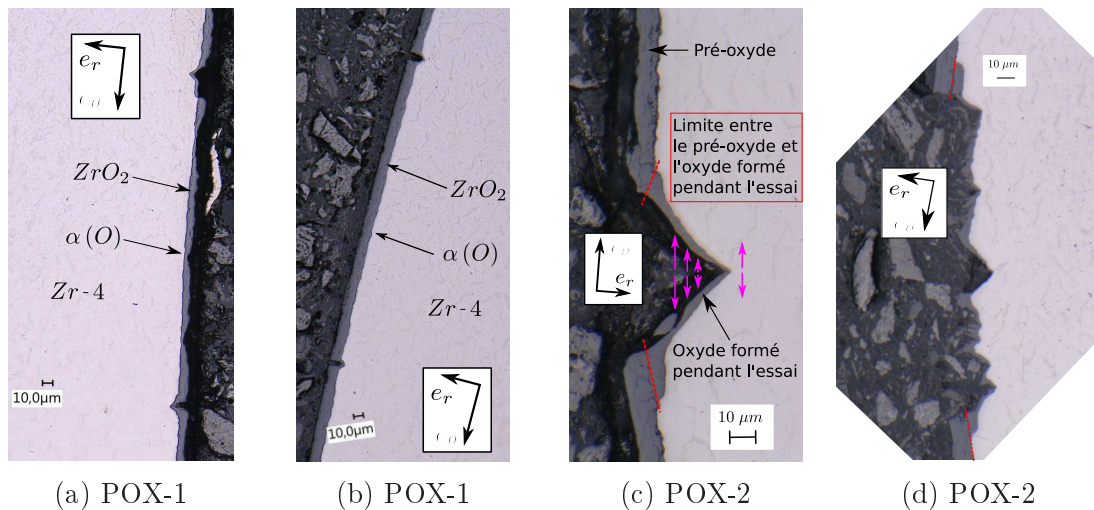 e_r
ZrO_2
α(O)
Zr-4
10,0µm
(a) POX-1
ZrO_2
α(O)
Zr-4
e_r
10,0µm
(b) POX-1
Pré-oxyde
Limite entre
le pré-oxyde et
l'oxyde formé
pendant l'essai
e_r
Oxyde formé
pendant l'essai
10 µm
(c) POX-2
10 µm
e_r
(d) POX-2